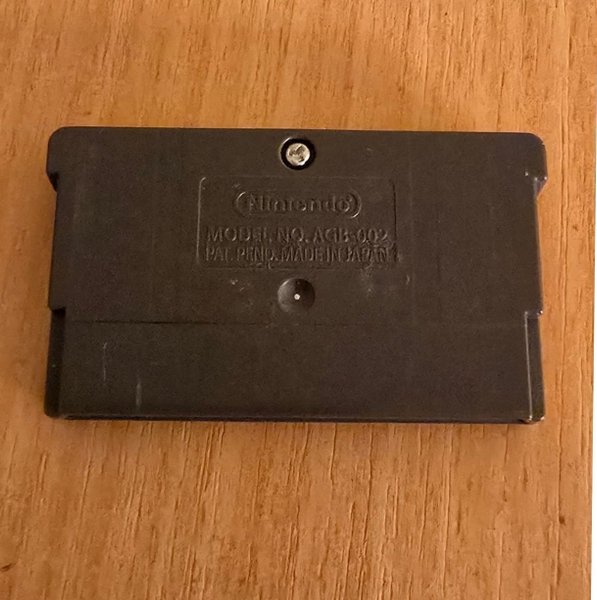 Nintendo
MODEL NO. AGB-002
PAT. PEND. MADE IN JAPAN